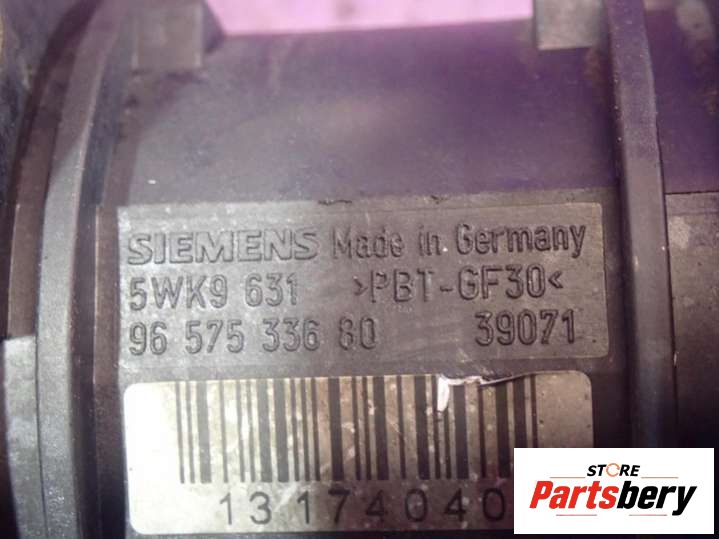 SIEMENS Made in Germany
5WK9 631 >PBT-GF30<
96 575 336 80 39071
13174040
STORE
Partsbery